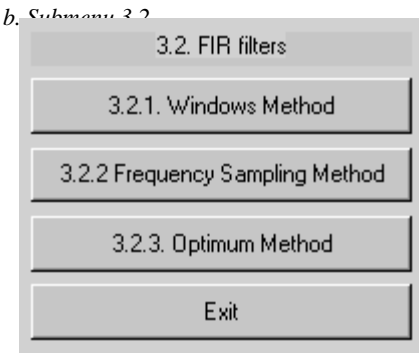 b. Submenu 3.2
3.2. FIR filters
3.2.1. Windows Method
3.2.2 Frequency Sampling Method
3.2.3. Optimum Method
Exit